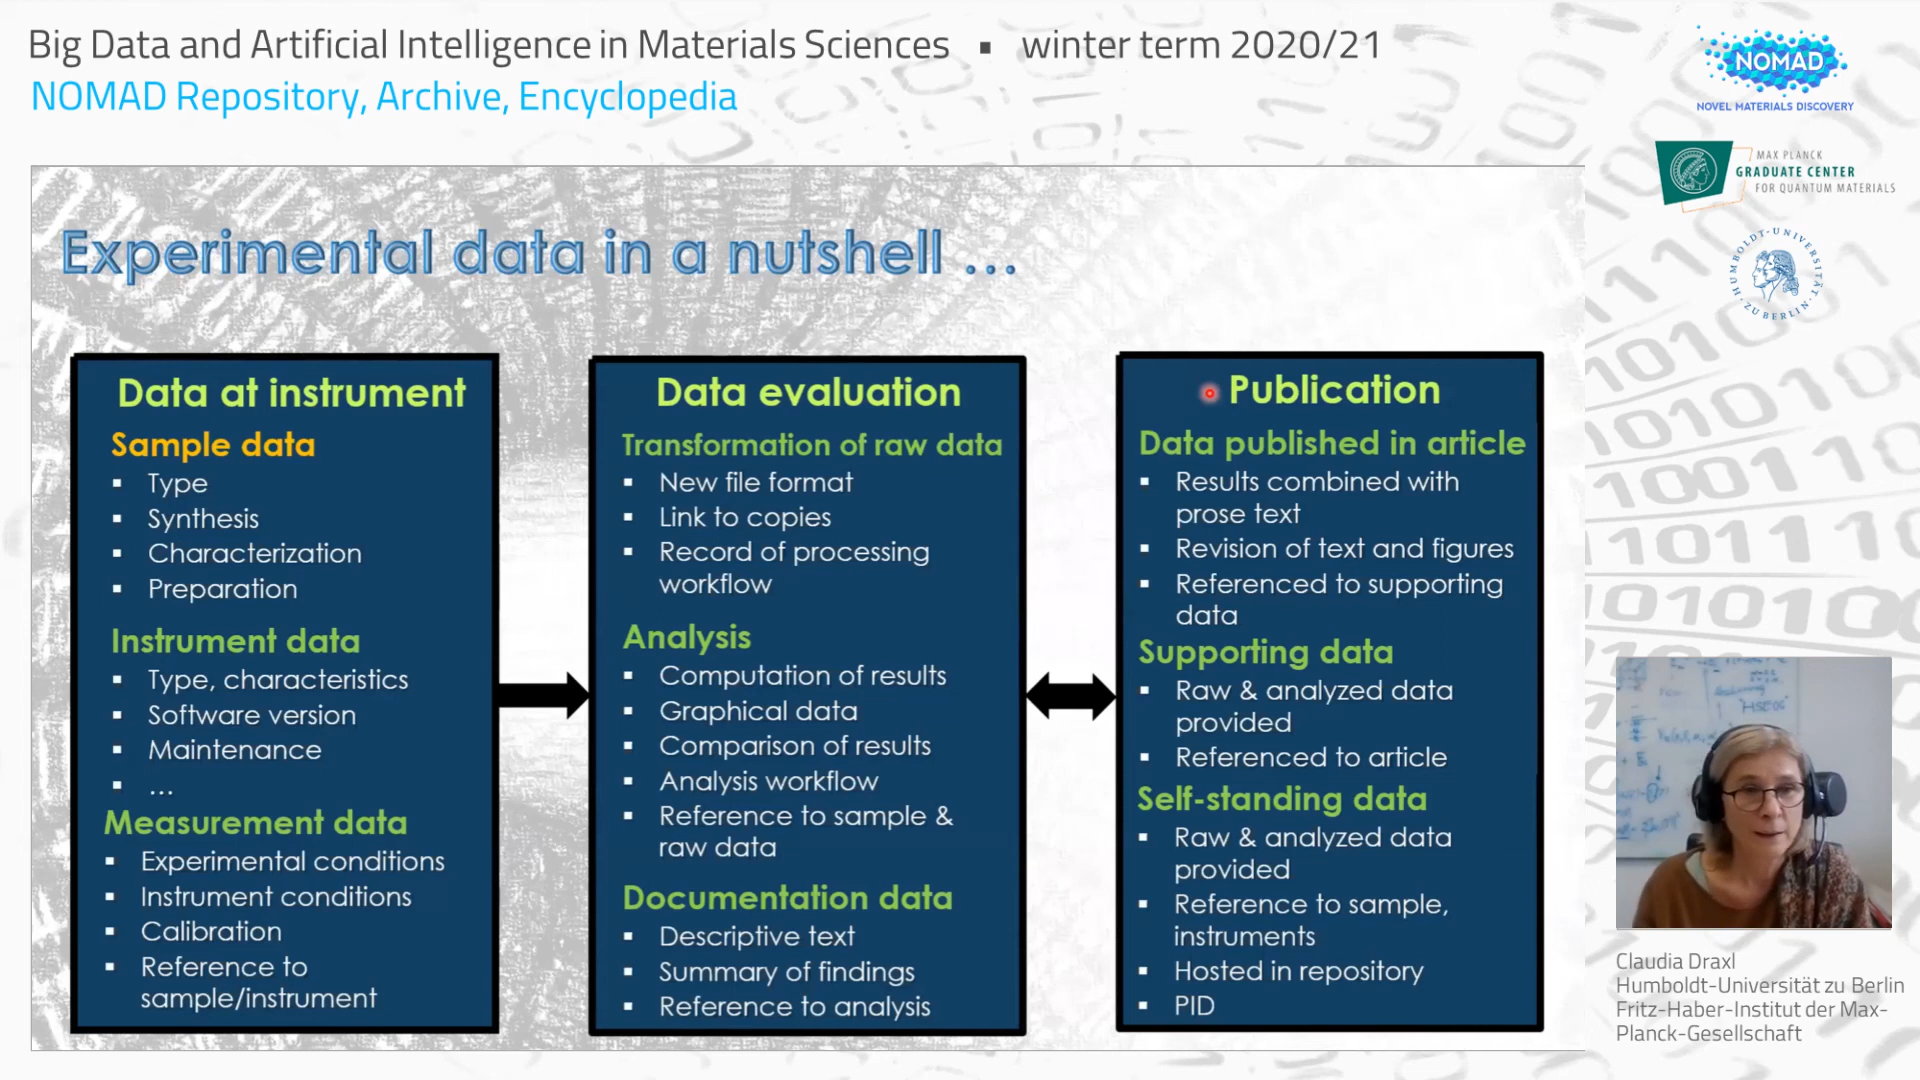 Big Data and Artificial Intelligence in Materials Sciences ▪ winter term 2020/21
NOMAD Repository, Archive, Encyclopedia
NOMAD
NOVEL MATERIALS DISCOVERY
MAX PLANCK
GRADUATE CENTER
FOR QUANTUM MATERIALS
HUMBOLDT-UNIVERSITÄT ZU BERLIN
Experimental data in a nutshell ...
Data at instrument
Sample data
▪ Type
▪ Synthesis
▪ Characterization
▪ Preparation
Instrument data
▪ Type, characteristics
▪ Software version
▪ Maintenance
▪ ...
Measurement data
▪ Experimental conditions
▪ Instrument conditions
▪ Calibration
▪ Reference to
sample/instrument
Data evaluation
Transformation of raw data
▪ New file format
▪ Link to copies
▪ Record of processing
workflow
Analysis
▪ Computation of results
▪ Graphical data
▪ Comparison of results
▪ Analysis workflow
▪ Reference to sample &
raw data
Documentation data
▪ Descriptive text
▪ Summary of findings
▪ Reference to analysis
Publication
Data published in article
▪ Results combined with
prose text
▪ Revision of text and figures
▪ Referenced to supporting
data
Supporting data
▪ Raw & analyzed data
provided
▪ Referenced to article
Self-standing data
▪ Raw & analyzed data
provided
▪ Reference to sample,
instruments
▪ Hosted in repository
▪ PID
Claudia Draxl
Humboldt-Universität zu Berlin
Fritz-Haber-Institut der Max-
Planck-Gesellschaft